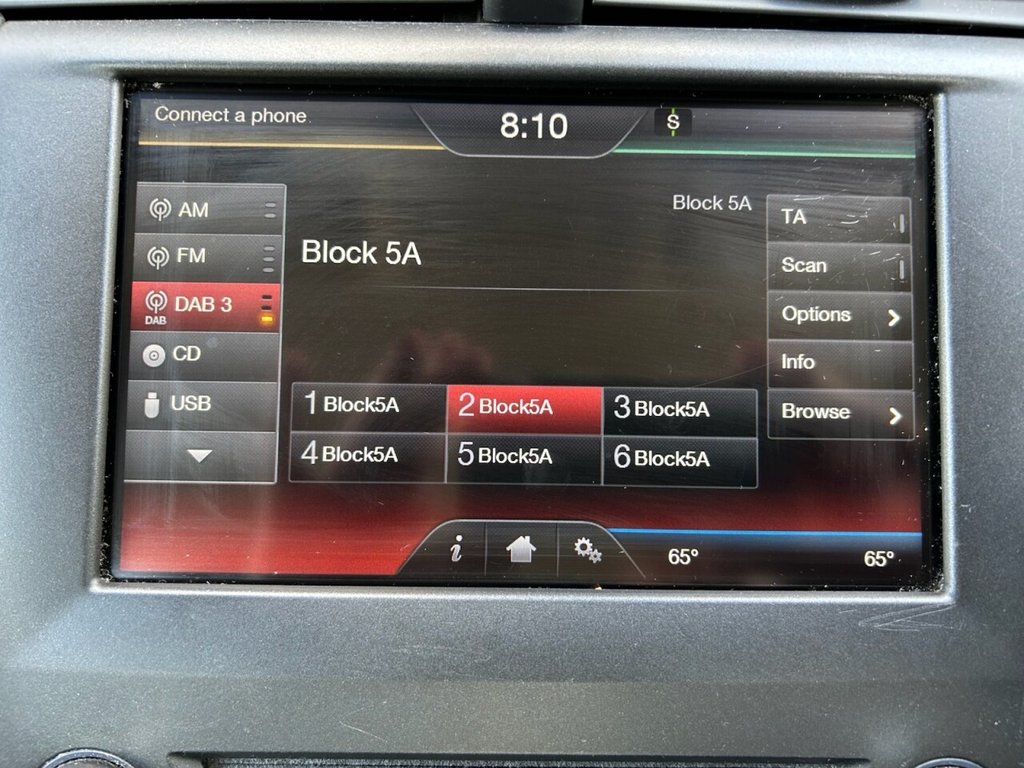 Connect a phone
8:10
S
AM
FM
DAB
DAB 3
CD
USB
Block 5A
Block 5A
TA
Scan
Options
Info
Browse
1 Block5A
2 Block5A
3 Block5A
4 Block5A
5 Block5A
6 Block5A
i
65°
65°